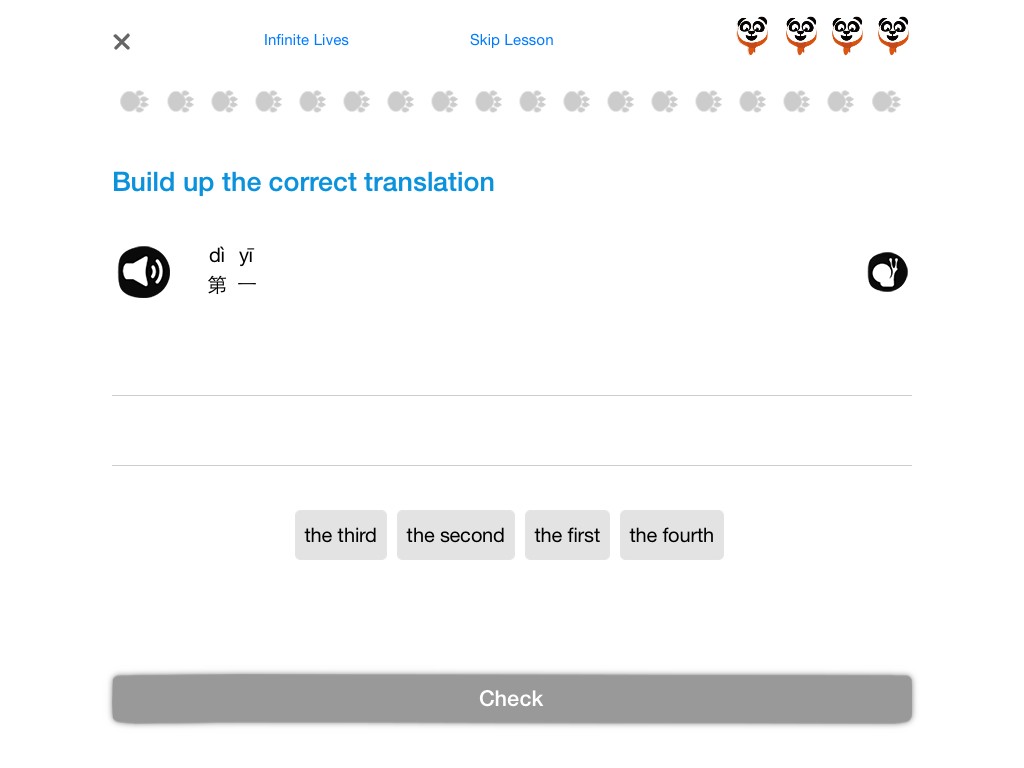 Infinite Lives
Skip Lesson
Build up the correct translation
dì yī
第 一
the third
the second
the first
the fourth
Check